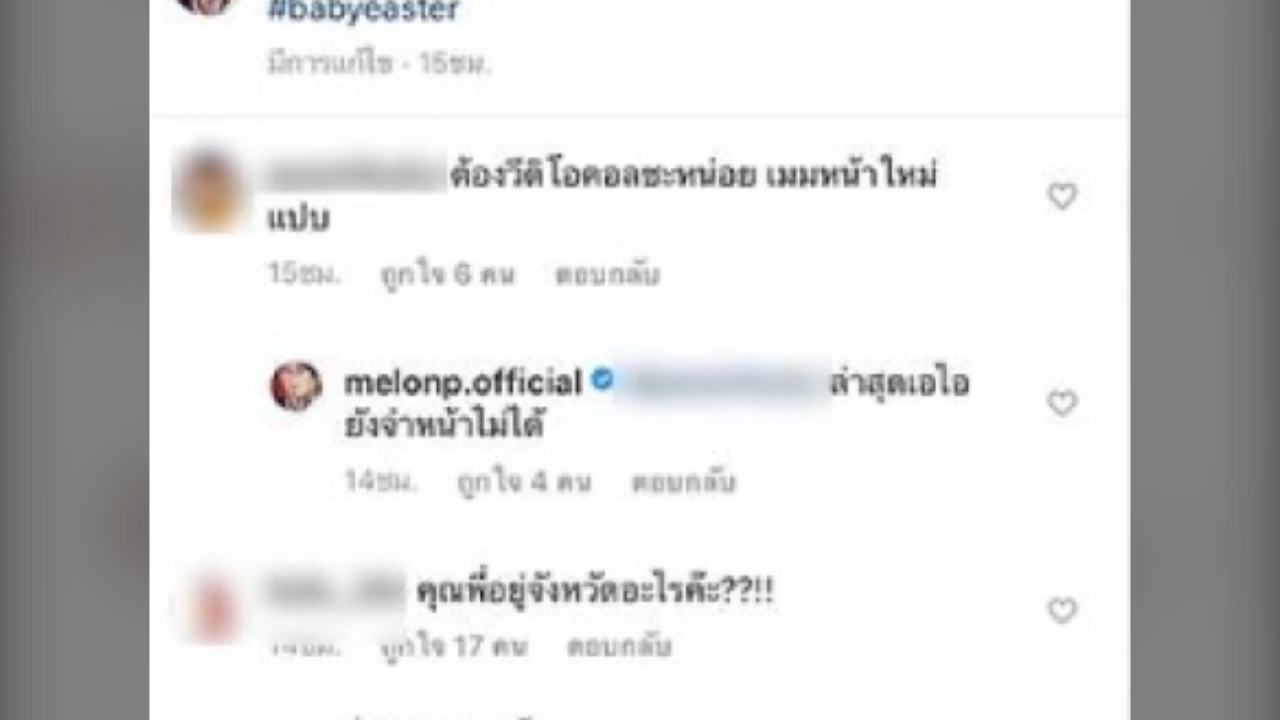 #babyeaster
มีการแก้ไข · 15ชม.
ต้องวีดิโอคอลซะหน่อย เมมหน้าใหม่
แปบ
15ชม. ถูกใจ 6 คน ตอบกลับ
melonp.official ล่าสุดเอไอ
ยังจำหน้าไม่ได้
14ชม. ถูกใจ 4 คน ตอบกลับ
คุณพี่อยู่จังหวัดอะไรค๊ะ??!!
14ชม. ถูกใจ 17 คน ตอบกลับ